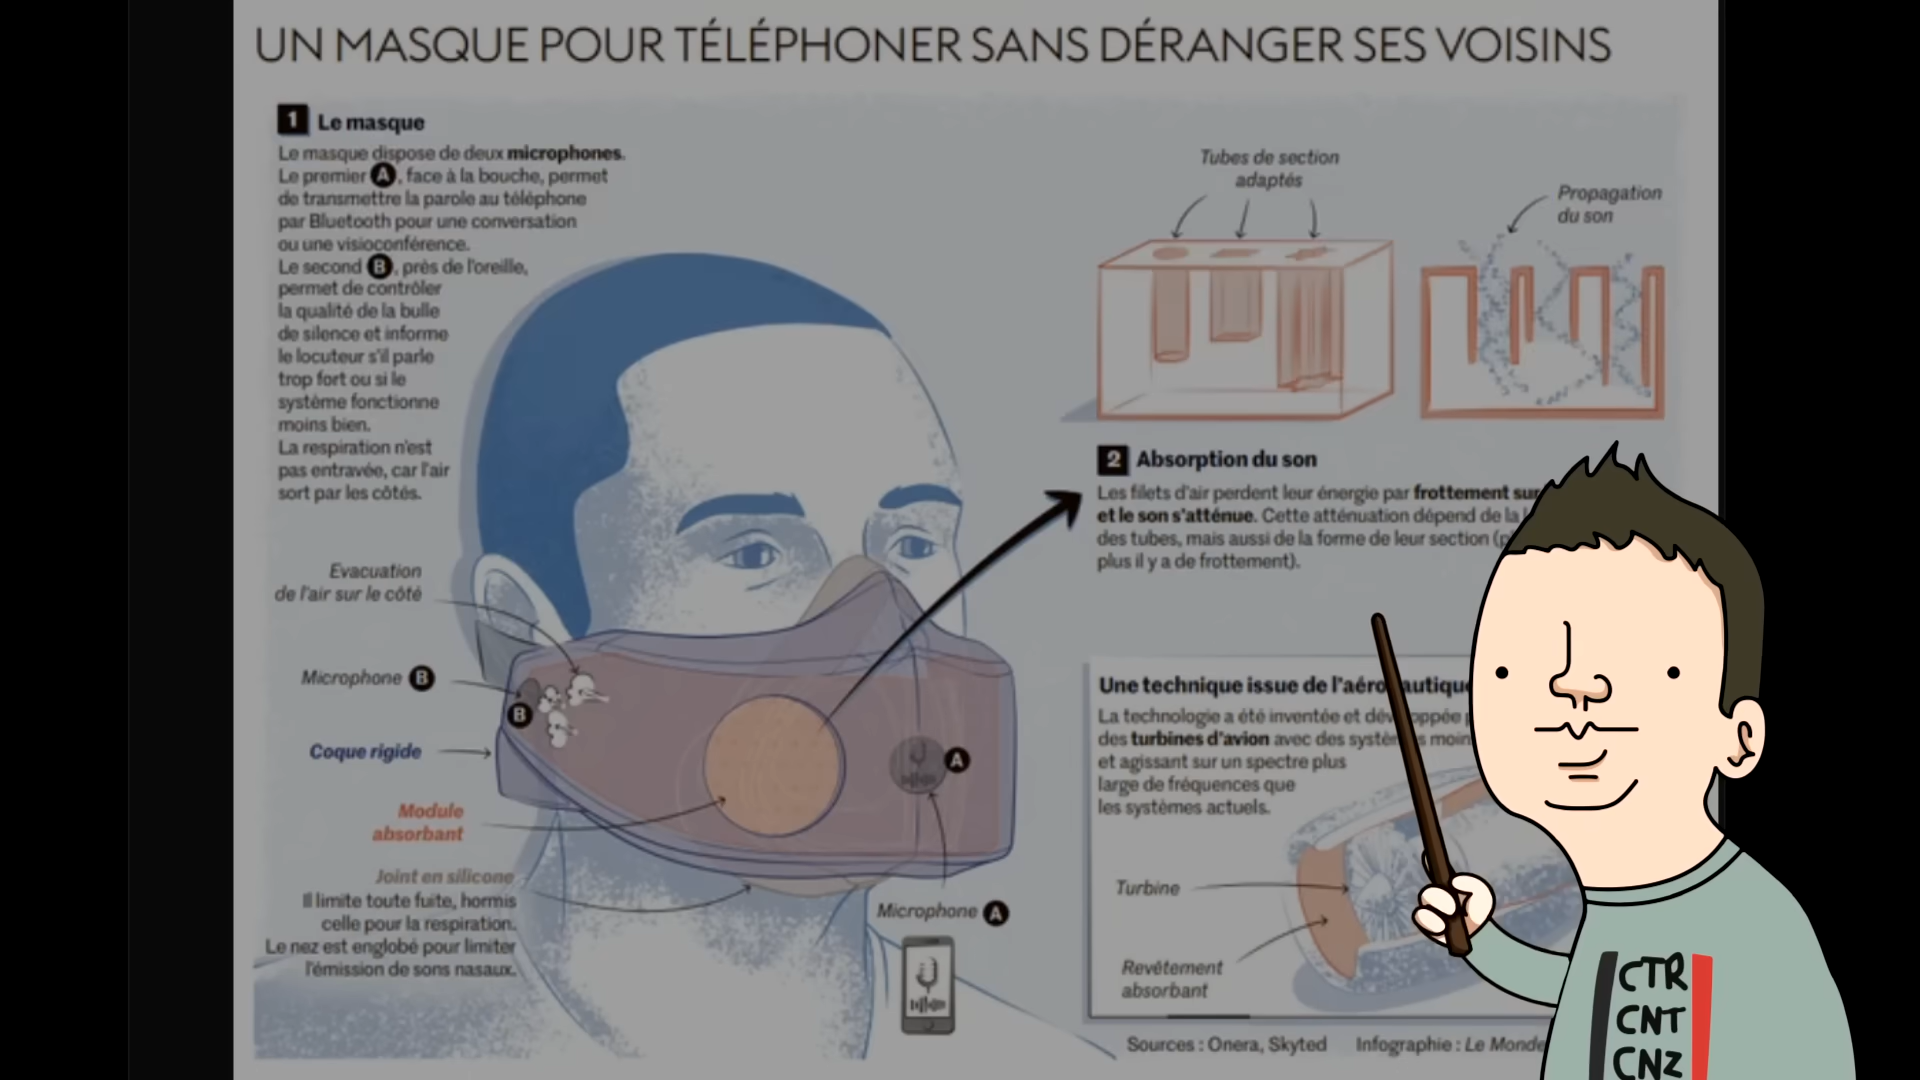 UN MASQUE POUR TÉLÉPHONER SANS DÉRANGER SES VOISINS
1 Le masque
Le masque dispose de deux microphones.
Le premier A, face à la bouche, permet
de transmettre la parole au téléphone
par Bluetooth pour une conversation
ou une visioconférence.
Le second B, près de l'oreille,
permet de contrôler
la qualité de la bulle
de silence et informe
le locuteur s'il parle
trop fort ou si le
système fonctionne
moins bien.
La respiration n'est
pas entravée, car l'air
sort par les côtés.
Evacuation
de l'air sur le côté
Microphone B
B
Coque rigide
Module
absorbant
Joint en silicone
Il limite toute fuite, hormis
celle pour la respiration.
Le nez est englobé pour limiter
l'émission de sons nasaux.
A
Microphone A
Tubes de section
adaptés
Propagation
du son
2 Absorption du son
Les filets d'air perdent leur énergie par frottement sur
et le son s'atténue. Cette atténuation dépend de la
des tubes, mais aussi de la forme de leur section
plus il y a de frottement).
Une technique issue de l'aéronautique
La technologie a été inventée et développée
des turbines d'avion avec des systèmes moin
et agissant sur un spectre plus
large de fréquences que
les systèmes actuels.
Turbine
Revêtement
absorbant
Sources : Onera, Skyted Infographie : Le Monde
CTR
CNT
CNZ